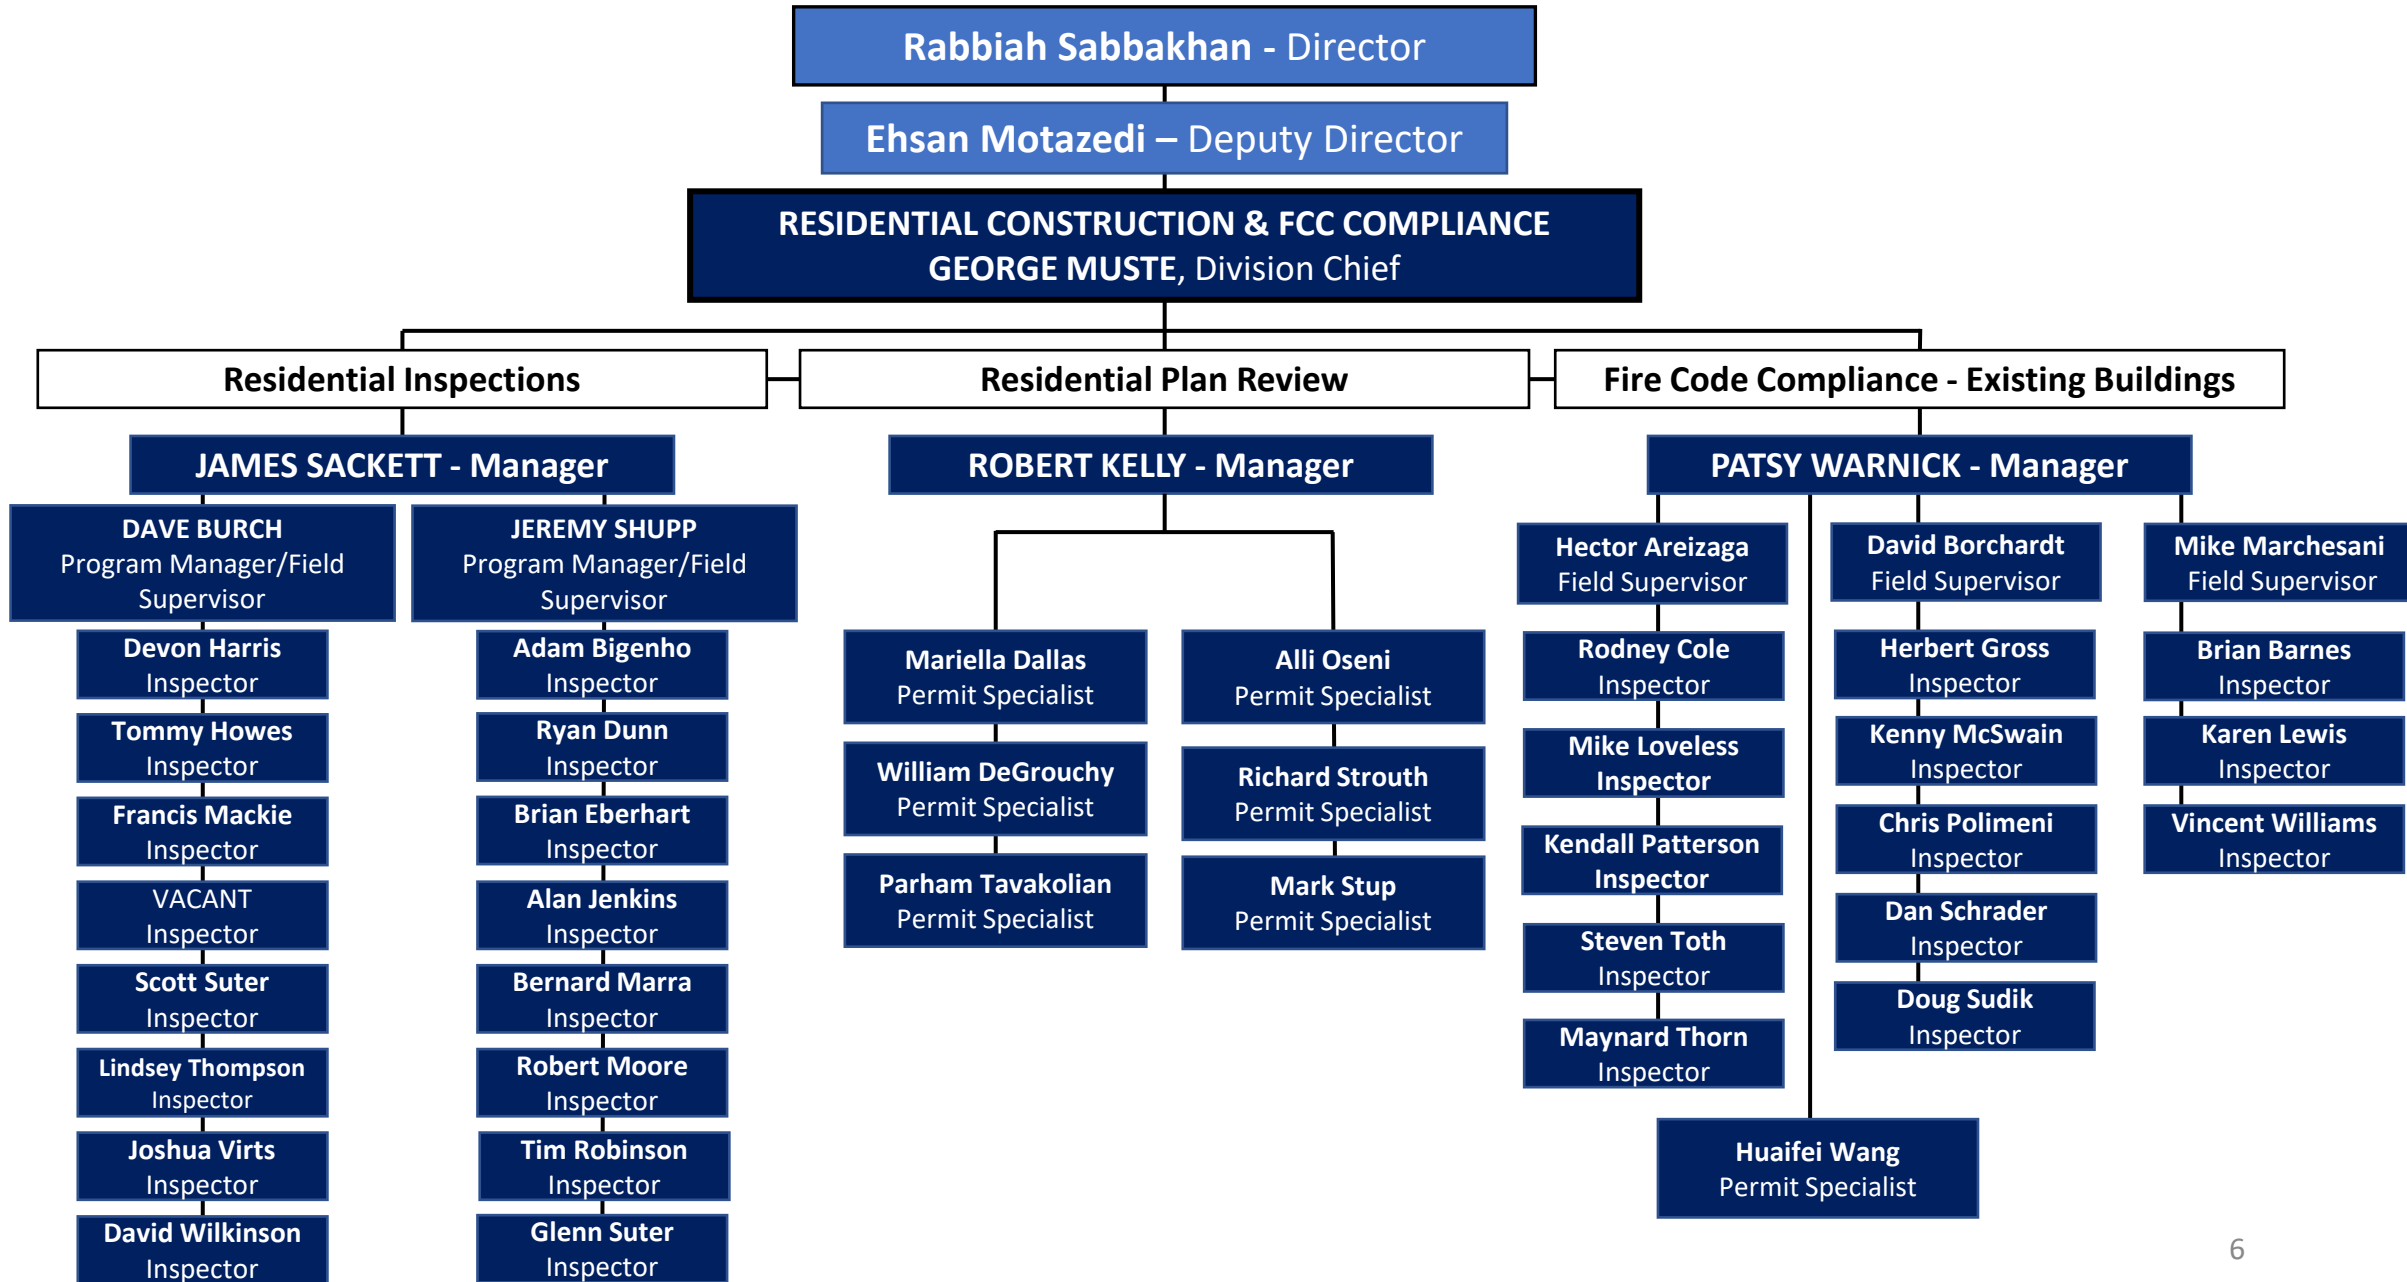 Rabbiah Sabbakhan - Director
Ehsan Motazedi – Deputy Director
RESIDENTIAL CONSTRUCTION & FCC COMPLIANCE
GEORGE MUSTE, Division Chief
Residential Inspections
Residential Plan Review
Fire Code Compliance - Existing Buildings
JAMES SACKETT - Manager
DAVE BURCH
Program Manager/Field
Supervisor
Devon Harris
Inspector
Tommy Howes
Inspector
Francis Mackie
Inspector
VACANT
Inspector
Scott Suter
Inspector
Lindsey Thompson
Inspector
Joshua Virts
Inspector
David Wilkinson
Inspector
JEREMY SHUPP
Program Manager/Field
Supervisor
Adam Bigenho
Inspector
Ryan Dunn
Inspector
Brian Eberhart
Inspector
Alan Jenkins
Inspector
Bernard Marra
Inspector
Robert Moore
Inspector
Tim Robinson
Inspector
Glenn Suter
Inspector
ROBERT KELLY - Manager
Mariella Dallas
Permit Specialist
William DeGrouchy
Permit Specialist
Parham Tavakolian
Permit Specialist
Alli Oseni
Permit Specialist
Richard Strouth
Permit Specialist
Mark Stup
Permit Specialist
PATSY WARNICK - Manager
Hector Areizaga
Field Supervisor
Rodney Cole
Inspector
Mike Loveless
Inspector
Kendall Patterson
Inspector
Steven Toth
Inspector
Maynard Thorn
Inspector
David Borchardt
Field Supervisor
Herbert Gross
Inspector
Kenny McSwain
Inspector
Chris Polimeni
Inspector
Dan Schrader
Inspector
Doug Sudik
Inspector
Mike Marchesani
Field Supervisor
Brian Barnes
Inspector
Karen Lewis
Inspector
Vincent Williams
Inspector
Huaifei Wang
Permit Specialist
6